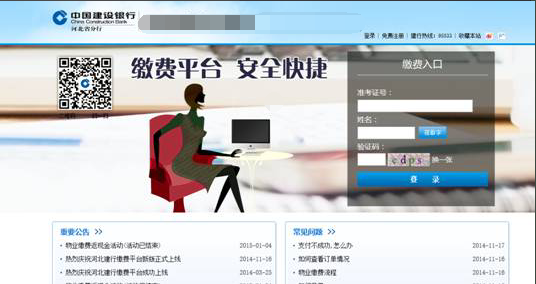 中国建设银行
China Construction Bank
河北省分行
登录 | 免费注册 | 建行热线：95533 | 收藏本站
缴费平台 安全快捷
缴费入口
准考证号：
姓名：
验证码：
cdps 换一张
登 录
重要公告 >>
物业缴费返现金活动(活动已结束) 2015-01-04
热烈庆祝河北建行缴费平台新版正式上线 2014-11-16
热烈庆祝河北建行缴费平台成功上线 2014-03-25
常见问题 >>
支付不成功,怎么办 2014-11-17
如何查看订单情况 2014-11-16
物业缴费流程 2014-11-16